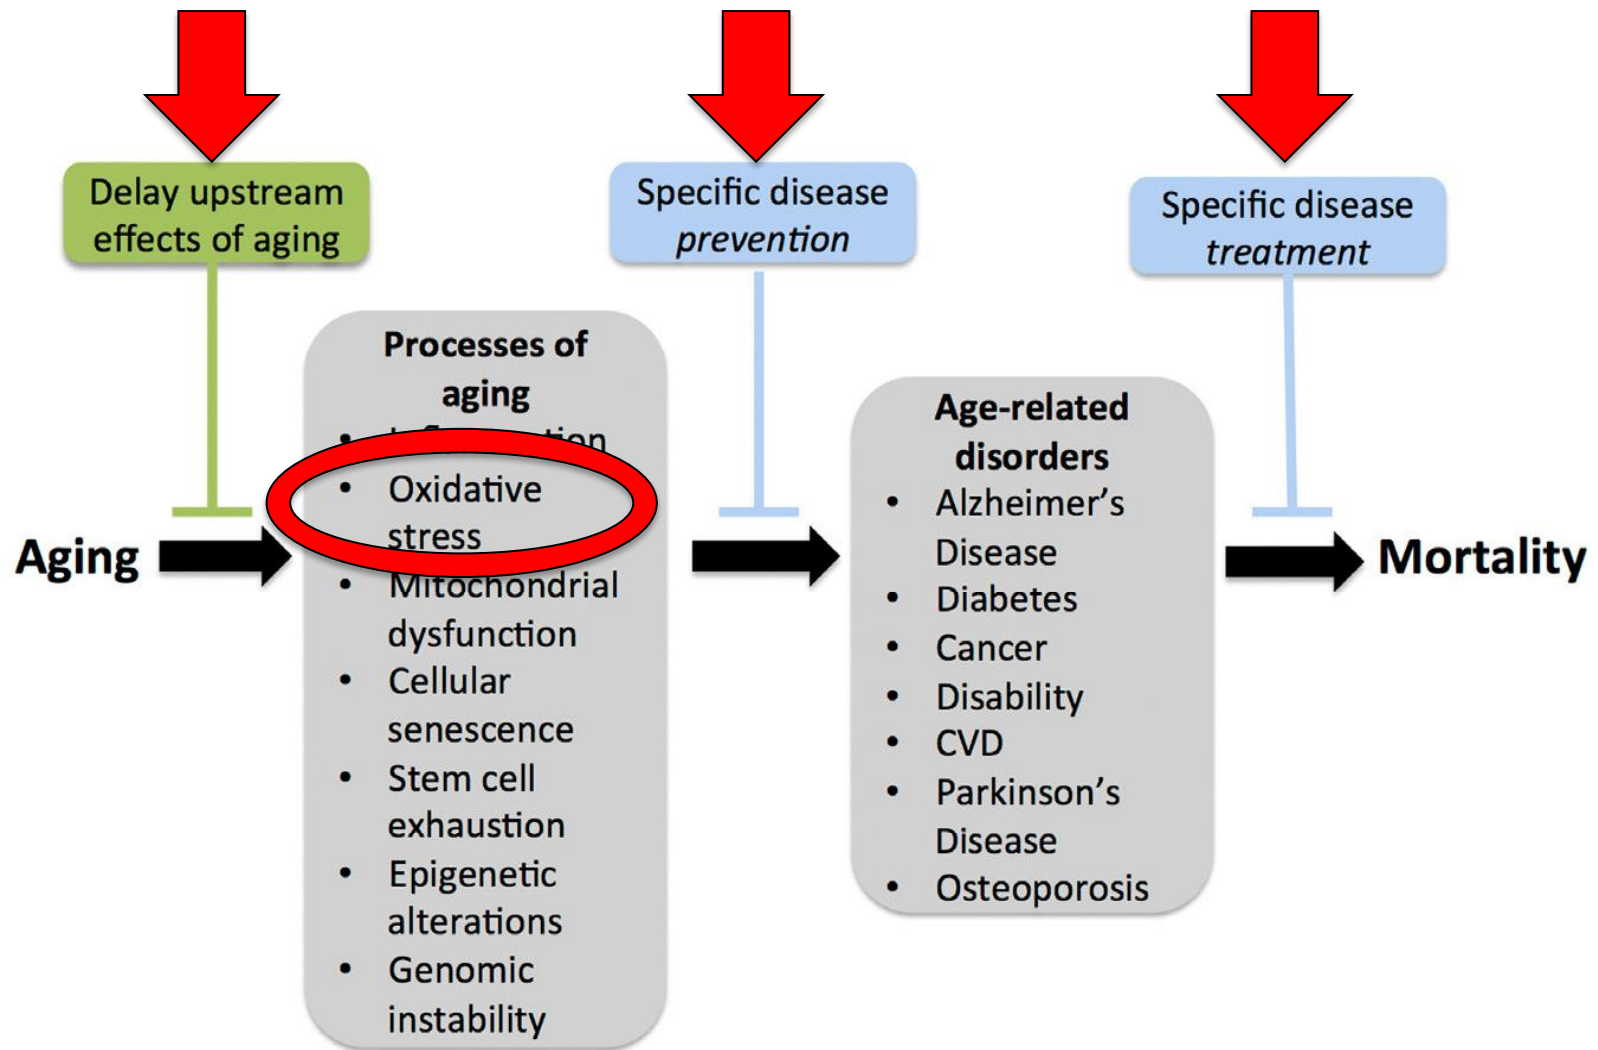 Delay upstream
effects of aging
Specific disease
prevention
Specific disease
treatment
Aging
Processes of
aging
• Oxidative
stress
• Mitochondrial
dysfunction
• Cellular
senescence
• Stem cell
exhaustion
• Epigenetic
alterations
• Genomic
instability
Age-related
disorders
• Alzheimer’s
Disease
• Diabetes
• Cancer
• Disability
• CVD
• Parkinson’s
Disease
• Osteoporosis
Mortality